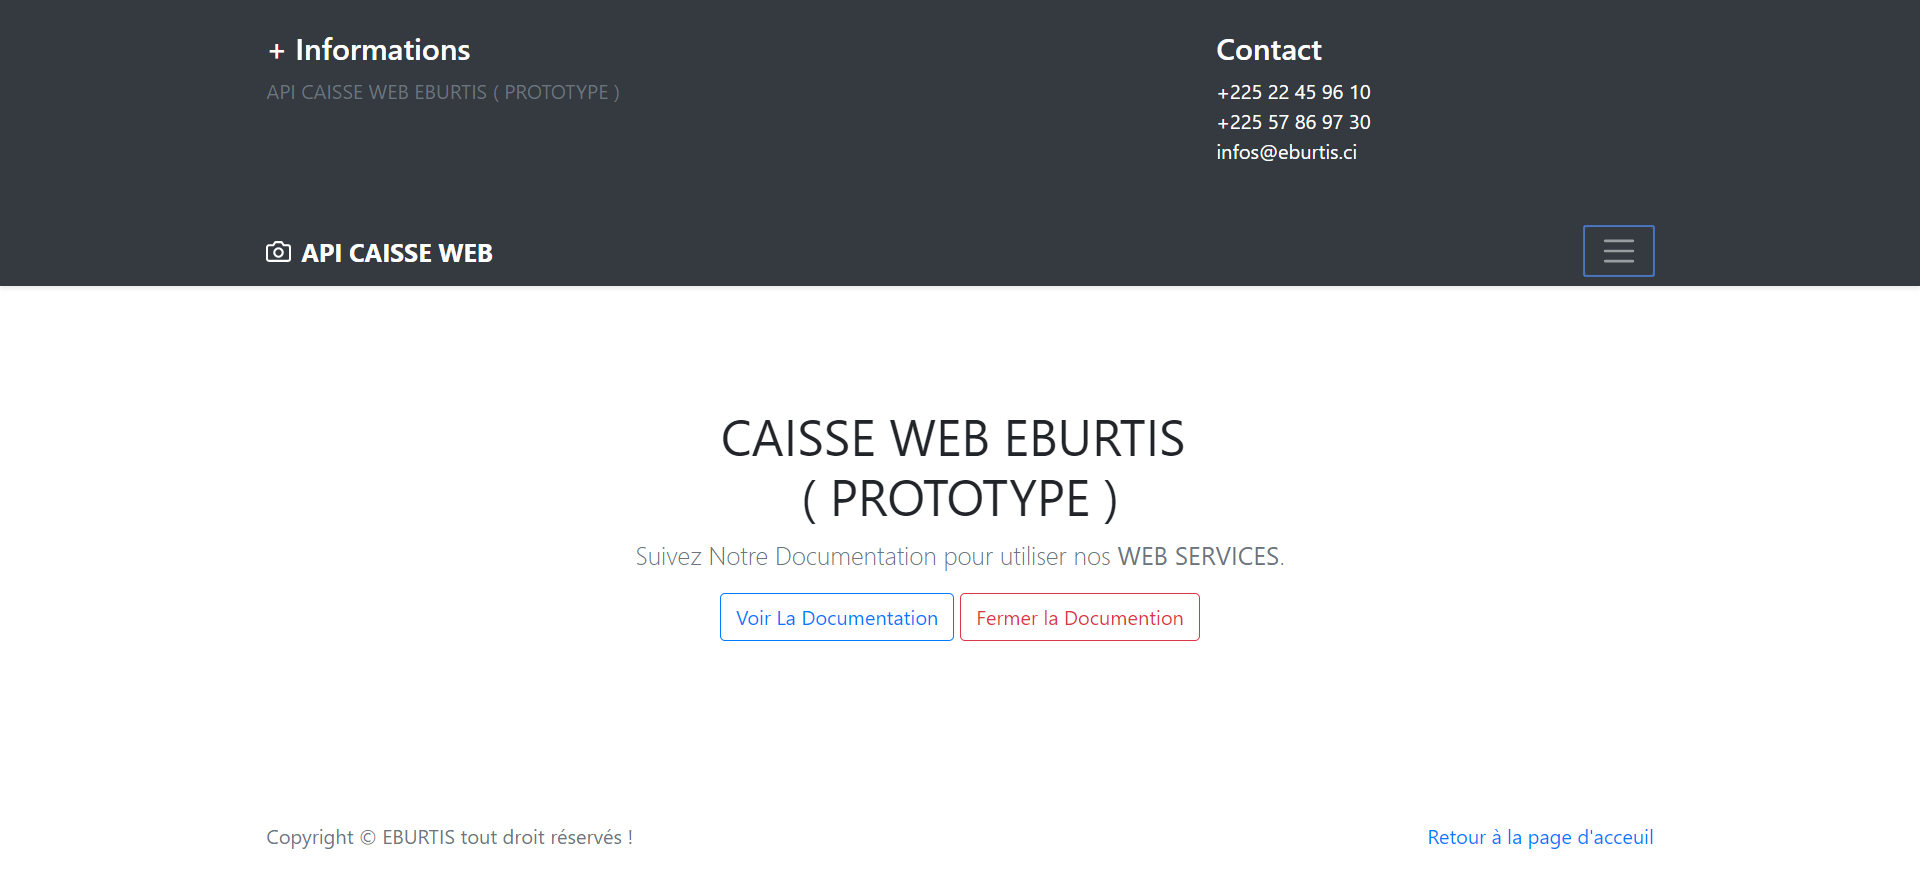 + Informations
API CAISSE WEB EBURTIS ( PROTOTYPE )
Contact
+225 22 45 96 10
+225 57 86 97 30
infos@eburtis.ci
API CAISSE WEB
CAISSE WEB EBURTIS
( PROTOTYPE )
Suivez Notre Documentation pour utiliser nos WEB SERVICES.
Voir La Documentation
Fermer la Documention
Copyright © EBURTIS tout droit réservés !
Retour à la page d'acceuil